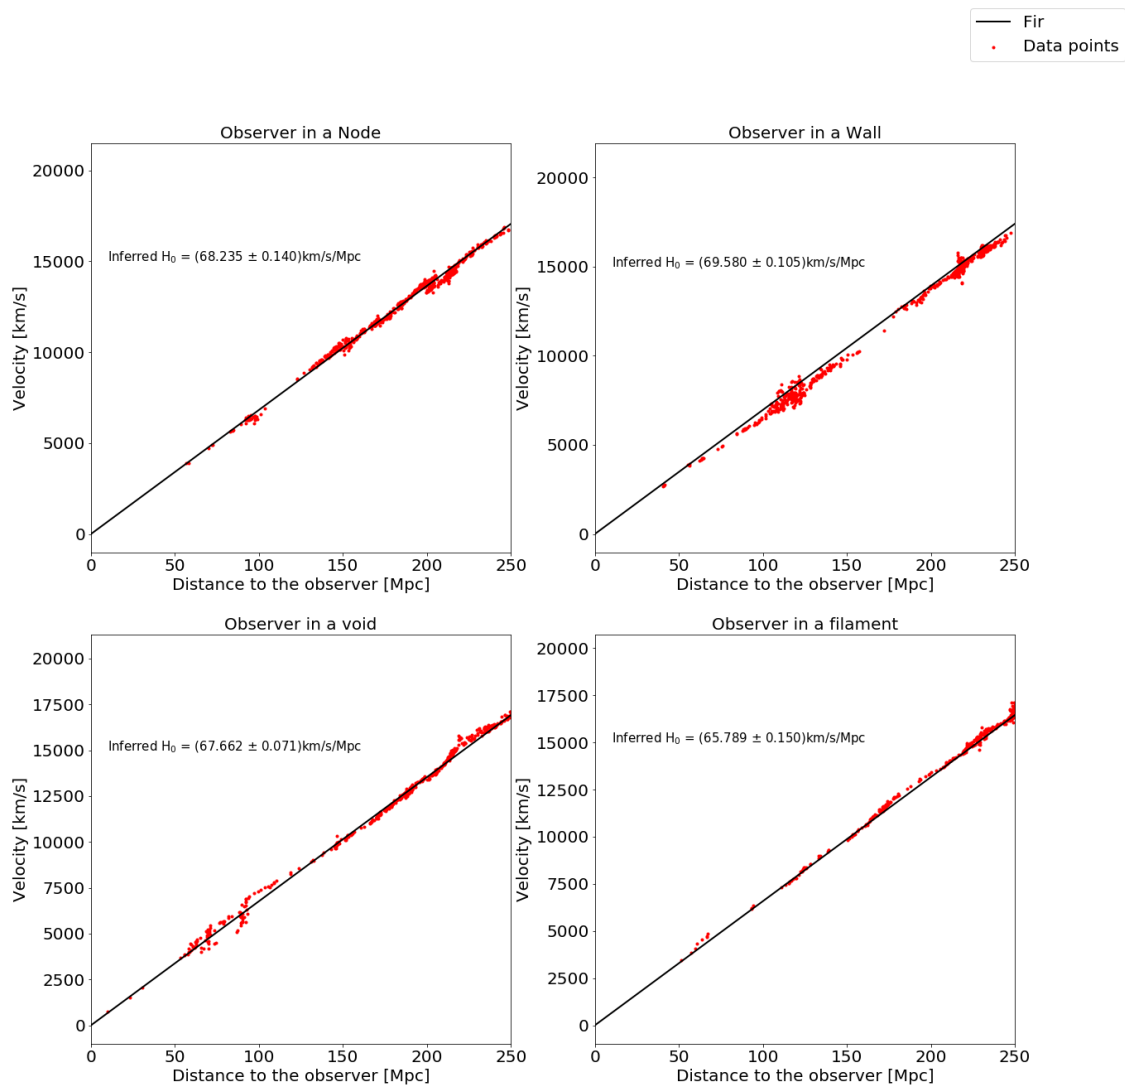 Fir
Data points
Observer in a Node
20000
15000
10000
5000
0
Velocity [km/s]
Inferred H₀ = (68.235 ± 0.140)km/s/Mpc
0 50 100 150 200 250
Distance to the observer [Mpc]
Observer in a Wall
20000
15000
10000
5000
0
Velocity [km/s]
Inferred H₀ = (69.580 ± 0.105)km/s/Mpc
0 50 100 150 200 250
Distance to the observer [Mpc]
Observer in a void
20000
17500
15000
12500
10000
7500
5000
2500
0
Velocity [km/s]
Inferred H₀ = (67.662 ± 0.071)km/s/Mpc
0 50 100 150 200 250
Distance to the observer [Mpc]
Observer in a filament
20000
17500
15000
12500
10000
7500
5000
2500
0
Velocity [km/s]
Inferred H₀ = (65.789 ± 0.150)km/s/Mpc
0 50 100 150 200 250
Distance to the observer [Mpc]